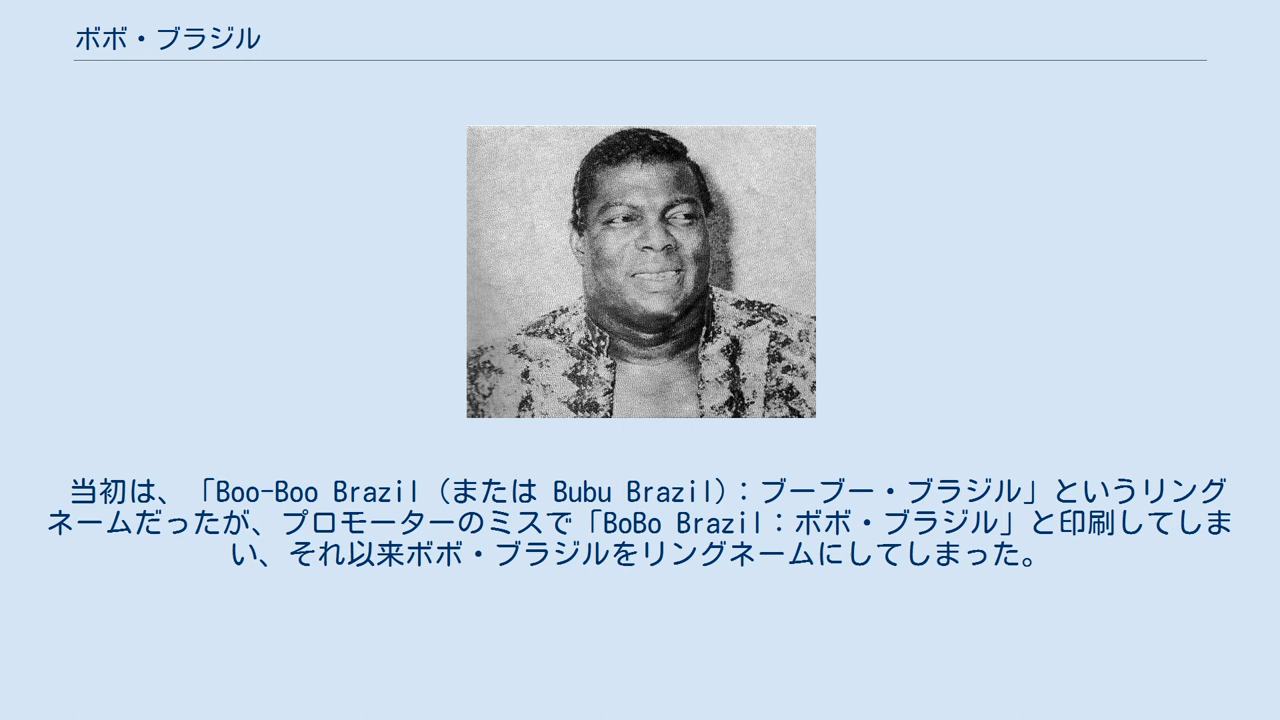 ボボ・ブラジル
当初は、「Boo-Boo Brazil（または Bubu Brazil）：ブーブー・ブラジル」というリング
ネームだったが、プロモーターのミスで「BoBo Brazil：ボボ・ブラジル」と印刷してしま
い、それ以来ボボ・ブラジルをリングネームにしてしまった。